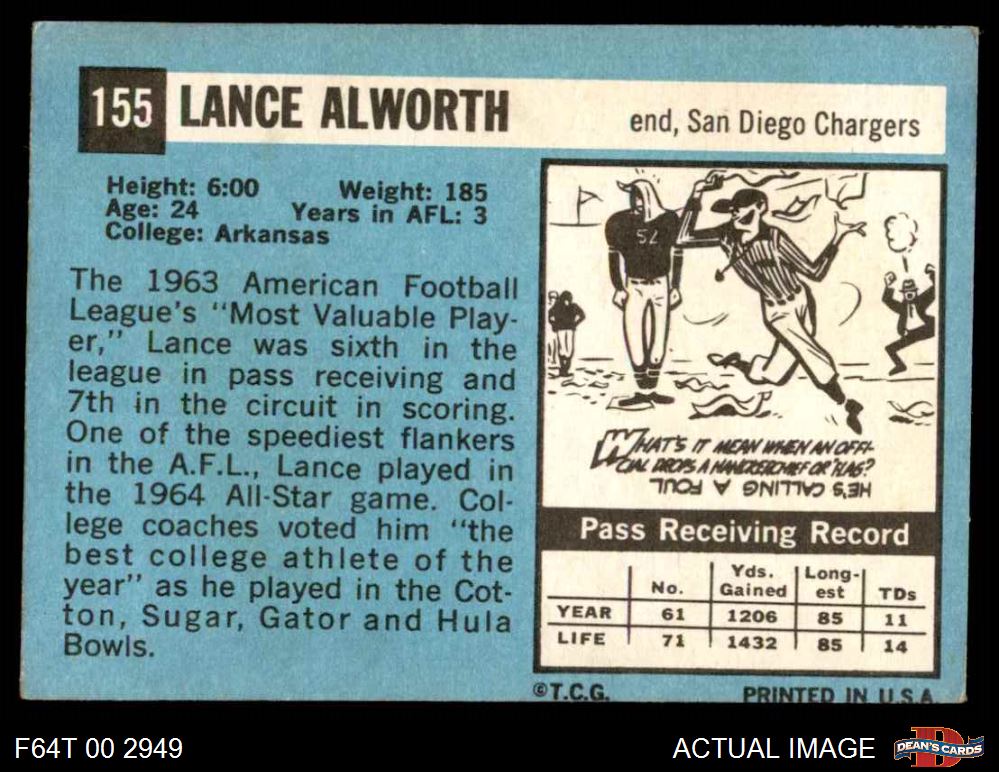 155 LANCE ALWORTH
end, San Diego Chargers
Height: 6:00 Weight: 185
Age: 24 Years in AFL: 3
College: Arkansas
The 1963 American Football
League's "Most Valuable Play-
er," Lance was sixth in the
league in pass receiving and
7th in the circuit in scoring.
One of the speediest flankers
in the A.F.L., Lance played in
the 1964 All-Star game. Col-
lege coaches voted him "the
best college athlete of the
year" as he played in the Cot-
ton, Sugar, Gator and Hula
Bowls.
52
WHAT'S IT MEAN WHEN AN OFFI-
CIAL DROPS A HANDKERCHIEF OR "FLAG?
HE'S CALLING A FOUL
Pass Receiving Record
No. Yds. Gained Long-est TDs
YEAR 61 1206 85 11
LIFE 71 1432 85 14
©T.C.G. PRINTED IN U.S.A.
F64T 00 2949
ACTUAL IMAGE
D
DEAN'S CARDS